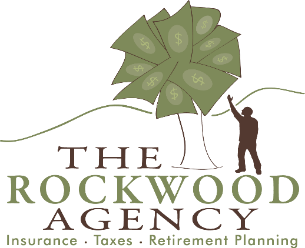 THE
ROCKWOOD
AGENCY
Insurance · Taxes · Retirement Planning